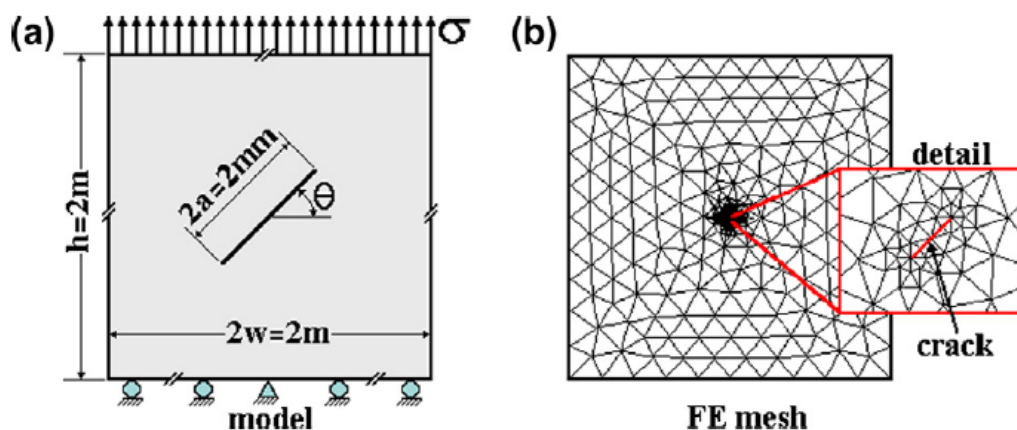 (a)
σ
h=2m
2a=2mm
θ
2w=2m
model
(b)
detail
crack
FE mesh